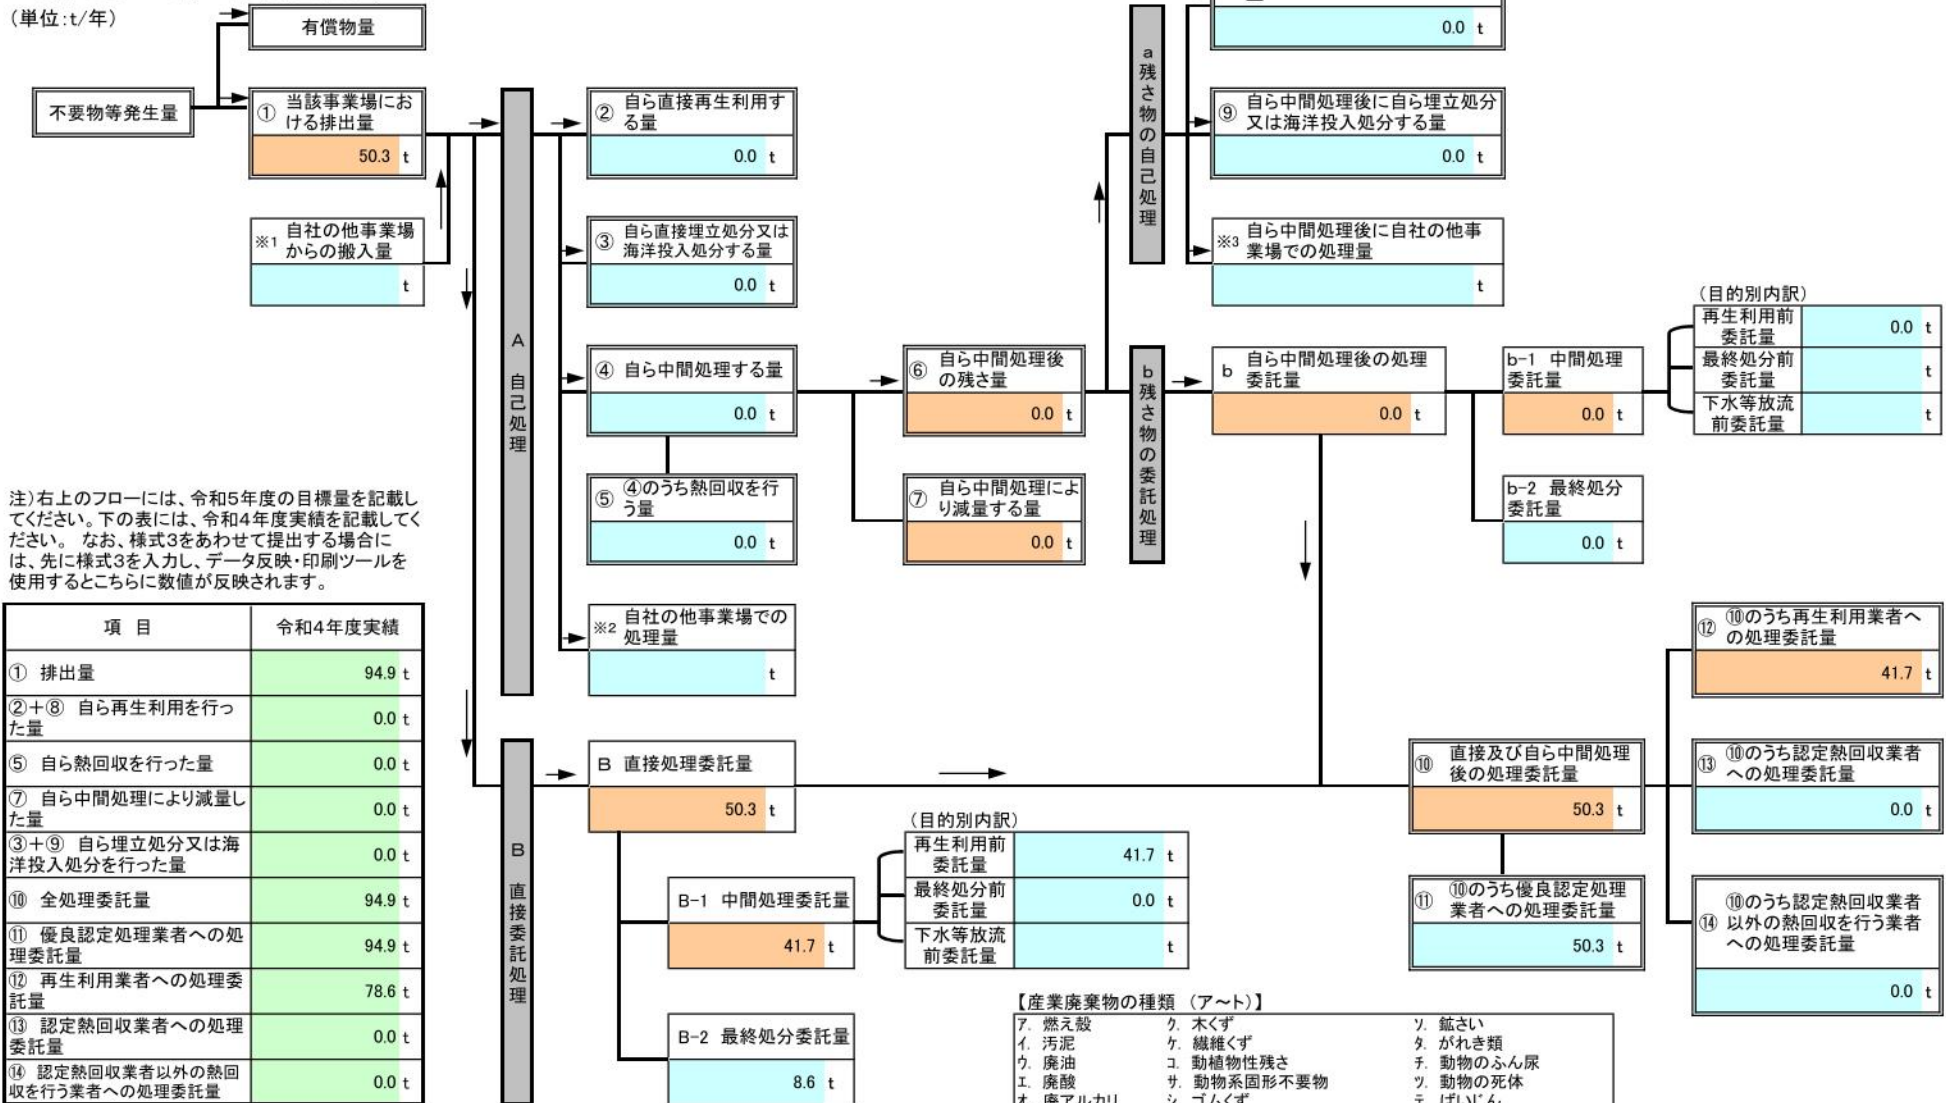 (単位:t/年)
有償物量
不要物等発生量
① 当該事業場にお
ける排出量
50.3 t
※1 自社の他事業場
からの搬入量
t
A 自己処理
② 自ら直接再生利用す
る量
0.0 t
③ 自ら直接埋立処分又は
海洋投入処分する量
0.0 t
④ 自ら中間処理する量
0.0 t
⑤ ④のうち熱回収を行
う量
0.0 t
※2 自社の他事業場での
処理量
t
⑥ 自ら中間処理後
の残さ量
0.0 t
⑦ 自ら中間処理によ
り減量する量
0.0 t
a 残さ物の自己処理
0.0 t
⑨ 自ら中間処理後に自ら埋立処分
又は海洋投入処分する量
0.0 t
※3 自ら中間処理後に自社の他事
業場での処理量
t
b 残さ物の委託処理
b 自ら中間処理後の処理
委託量
0.0 t
b-1 中間処理
委託量
0.0 t
b-2 最終処分
委託量
0.0 t
(目的別内訳)
再生利用前
委託量
0.0 t
最終処分前
委託量
t
下水等放流
前委託量
t
注)右上のフローには、令和5年度の目標量を記載し
てください。下の表には、令和4年度実績を記載してく
ださい。 なお、様式3をあわせて提出する場合に
は、先に様式3を入力し、データ反映・印刷ツールを
使用するとこちらに数値が反映されます。
項 目 令和4年度実績
① 排出量 94.9 t
②+⑧ 自ら再生利用を行っ
た量 0.0 t
⑤ 自ら熱回収を行った量 0.0 t
⑦ 自ら中間処理により減量し
た量 0.0 t
③+⑨ 自ら埋立処分又は海
洋投入処分を行った量 0.0 t
⑩ 全処理委託量 94.9 t
⑪ 優良認定処理業者への処
理委託量 94.9 t
⑫ 再生利用業者への処理委
託量 78.6 t
⑬ 認定熱回収業者への処理
委託量 0.0 t
⑭ 認定熱回収業者以外の熱回
収を行う業者への処理委託量 0.0 t
B 直接委託処理
B 直接処理委託量
50.3 t
B-1 中間処理委託量
41.7 t
B-2 最終処分委託量
8.6 t
(目的別内訳)
再生利用前
委託量
41.7 t
最終処分前
委託量
0.0 t
下水等放流
前委託量
t
⑩ 直接及び自ら中間処理
後の処理委託量
50.3 t
⑪ ⑩のうち優良認定処理
業者への処理委託量
50.3 t
⑫ ⑩のうち再生利用業者へ
の処理委託量
41.7 t
⑬ ⑩のうち認定熱回収業者
への処理委託量
0.0 t
⑩のうち認定熱回収業者
⑭ 以外の熱回収を行う業者
への処理委託量
0.0 t
【産業廃棄物の種類 (ア~ト)】
ア. 燃え殻 ク. 木くず ソ. 鉱さい
イ. 汚泥 ケ. 繊維くず タ. がれき類
ウ. 廃油 コ. 動植物性残さ チ. 動物のふん尿
エ. 廃酸 サ. 動物系固形不要物 ツ. 動物の死体
オ. 廃アルカリ シ. ゴムくず テ. ばいじん